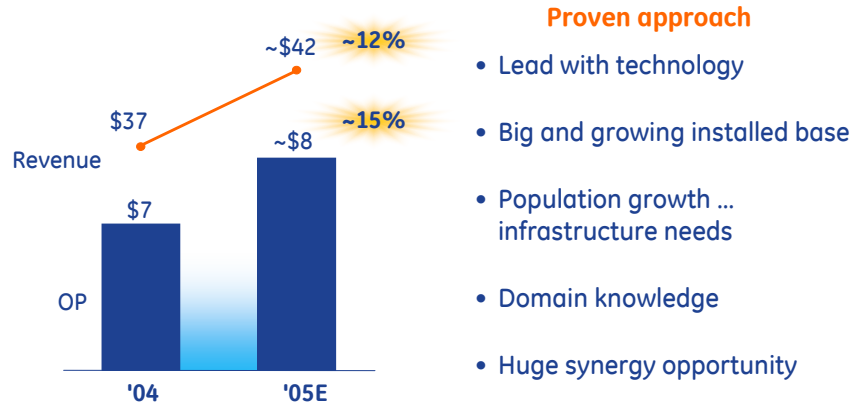 Proven approach
~$42
~12%
$37
Revenue
~15%
~$8
$7
OP
'04
'05E
• Lead with technology
• Big and growing installed base
• Population growth ...
infrastructure needs
• Domain knowledge
• Huge synergy opportunity